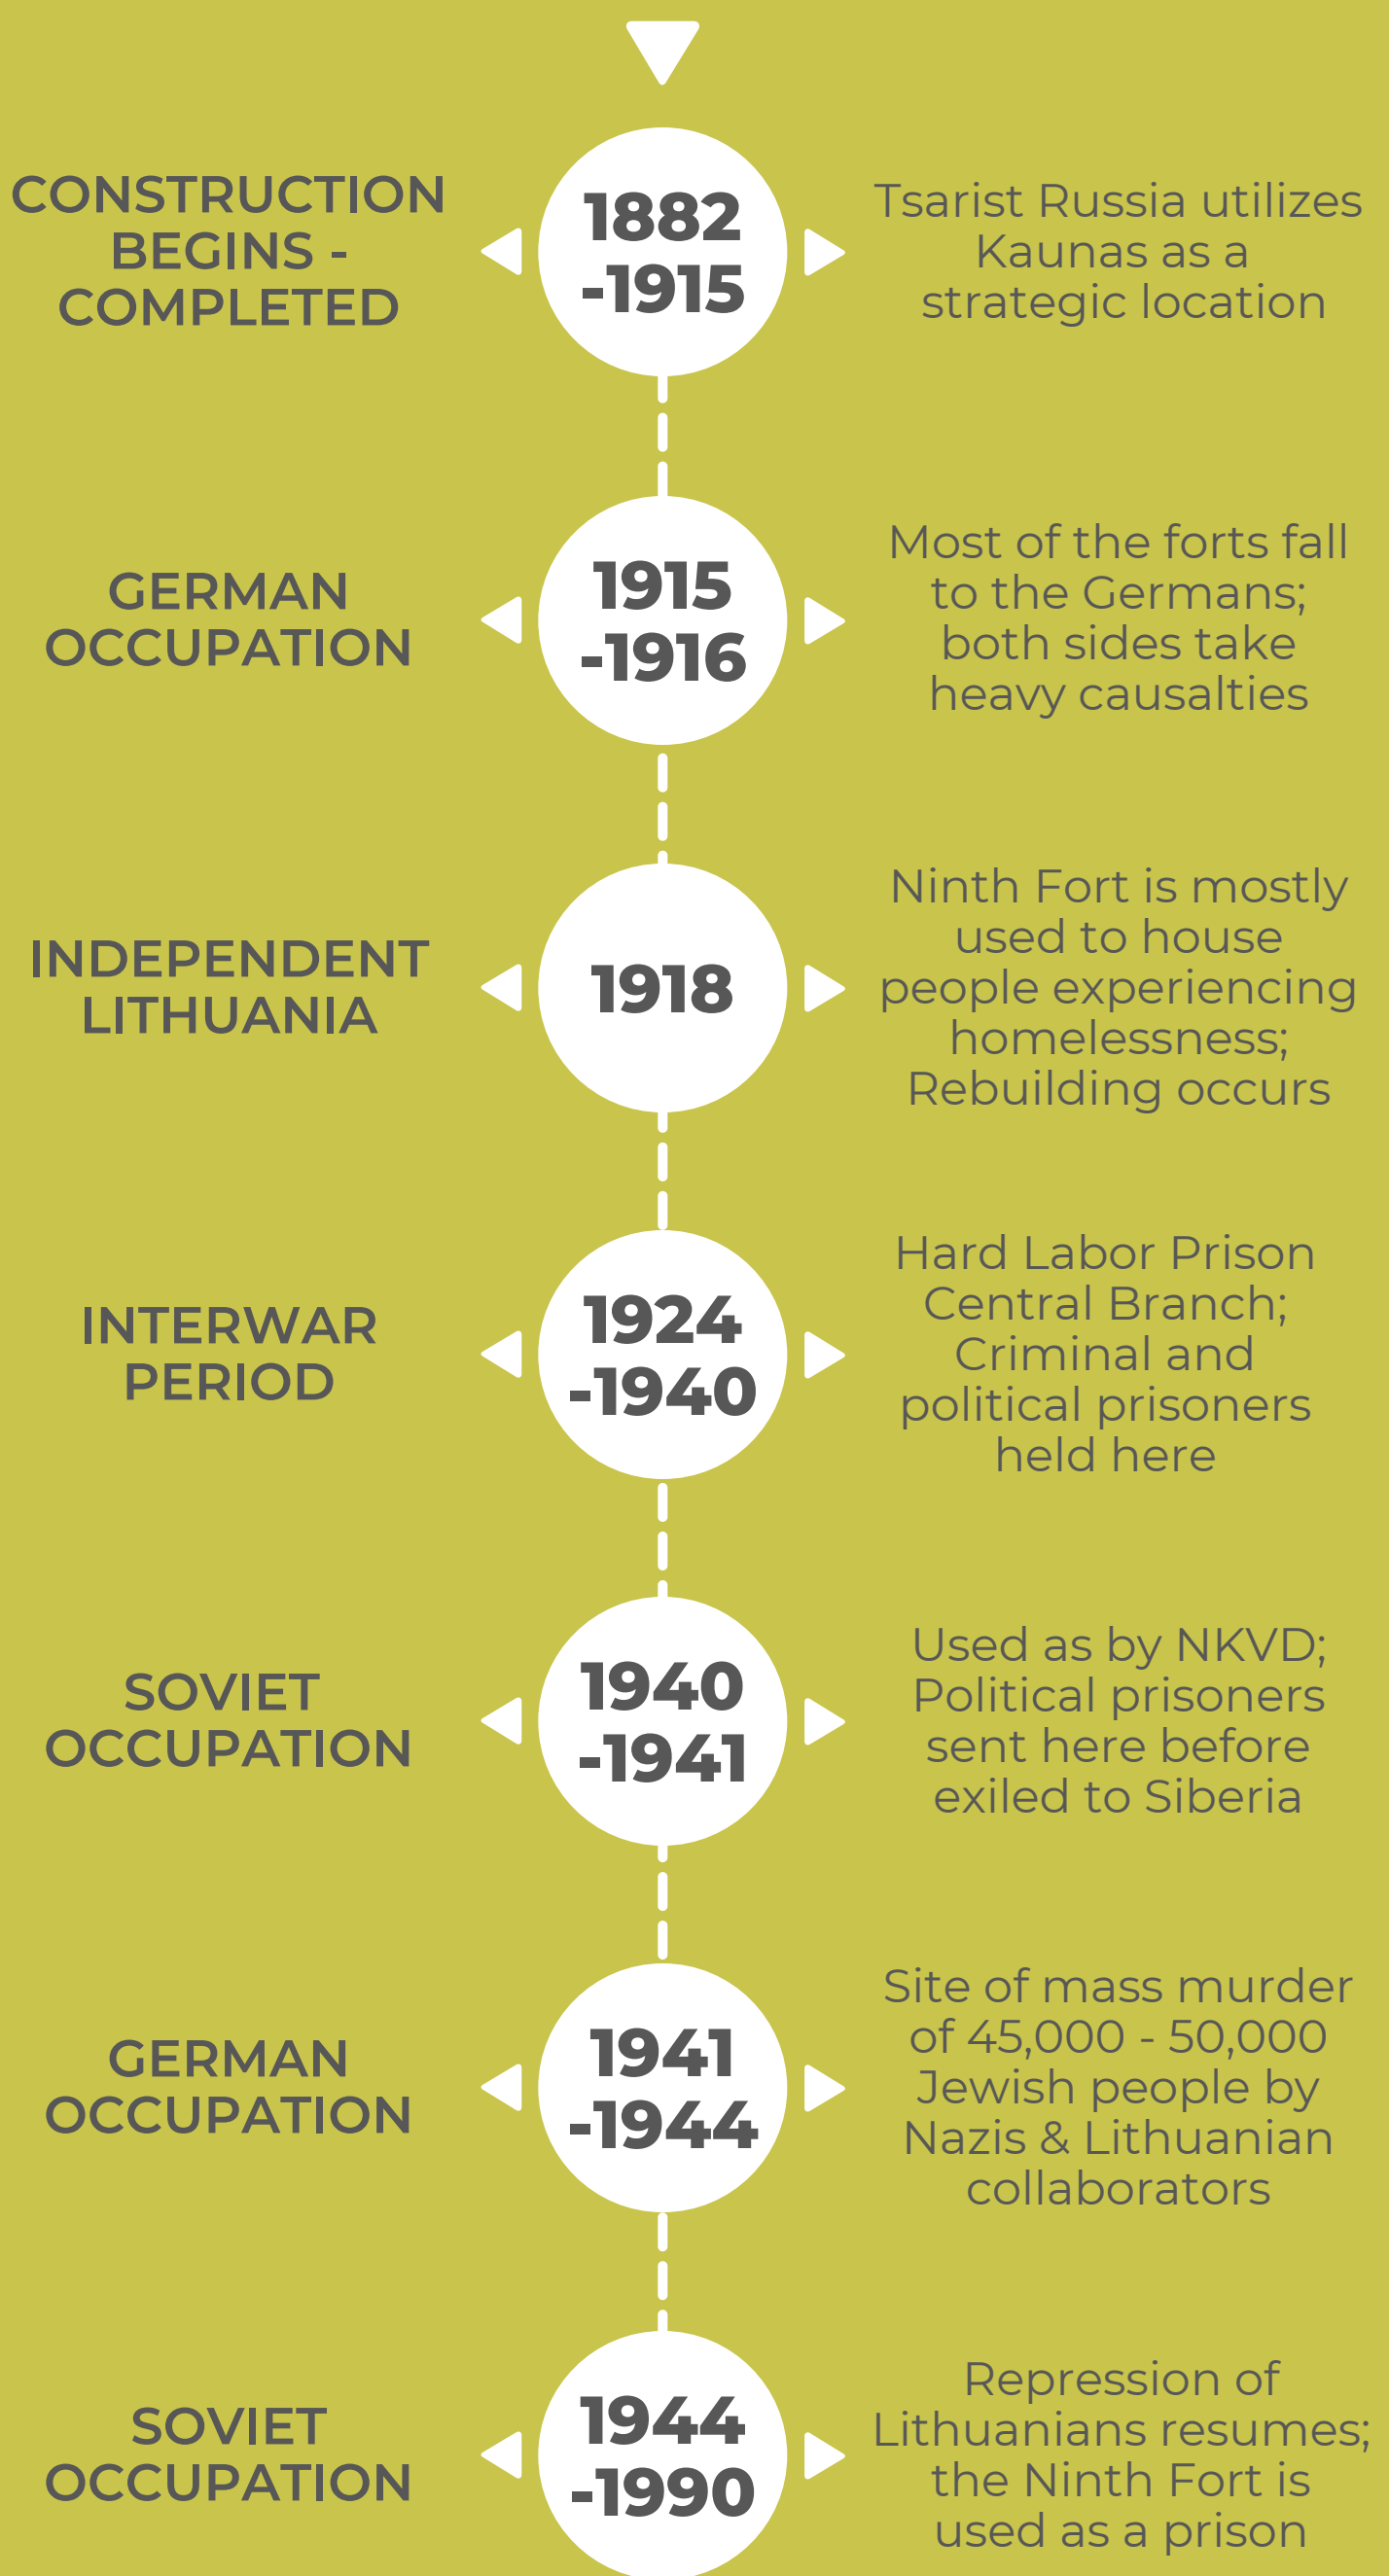 CONSTRUCTION
BEGINS -
COMPLETED
1882
-1915
Tsarist Russia utilizes
Kaunas as a
strategic location
GERMAN
OCCUPATION
1915
-1916
Most of the forts fall
to the Germans;
both sides take
heavy causalties
INDEPENDENT
LITHUANIA
1918
Ninth Fort is mostly
used to house
people experiencing
homelessness;
Rebuilding occurs
INTERWAR
PERIOD
1924
-1940
Hard Labor Prison
Central Branch;
Criminal and
political prisoners
held here
SOVIET
OCCUPATION
1940
-1941
Used as by NKVD;
Political prisoners
sent here before
exiled to Siberia
GERMAN
OCCUPATION
1941
-1944
Site of mass murder
of 45,000 - 50,000
Jewish people by
Nazis & Lithuanian
collaborators
SOVIET
OCCUPATION
1944
-1990
Repression of
Lithuanians resumes;
the Ninth Fort is
used as a prison